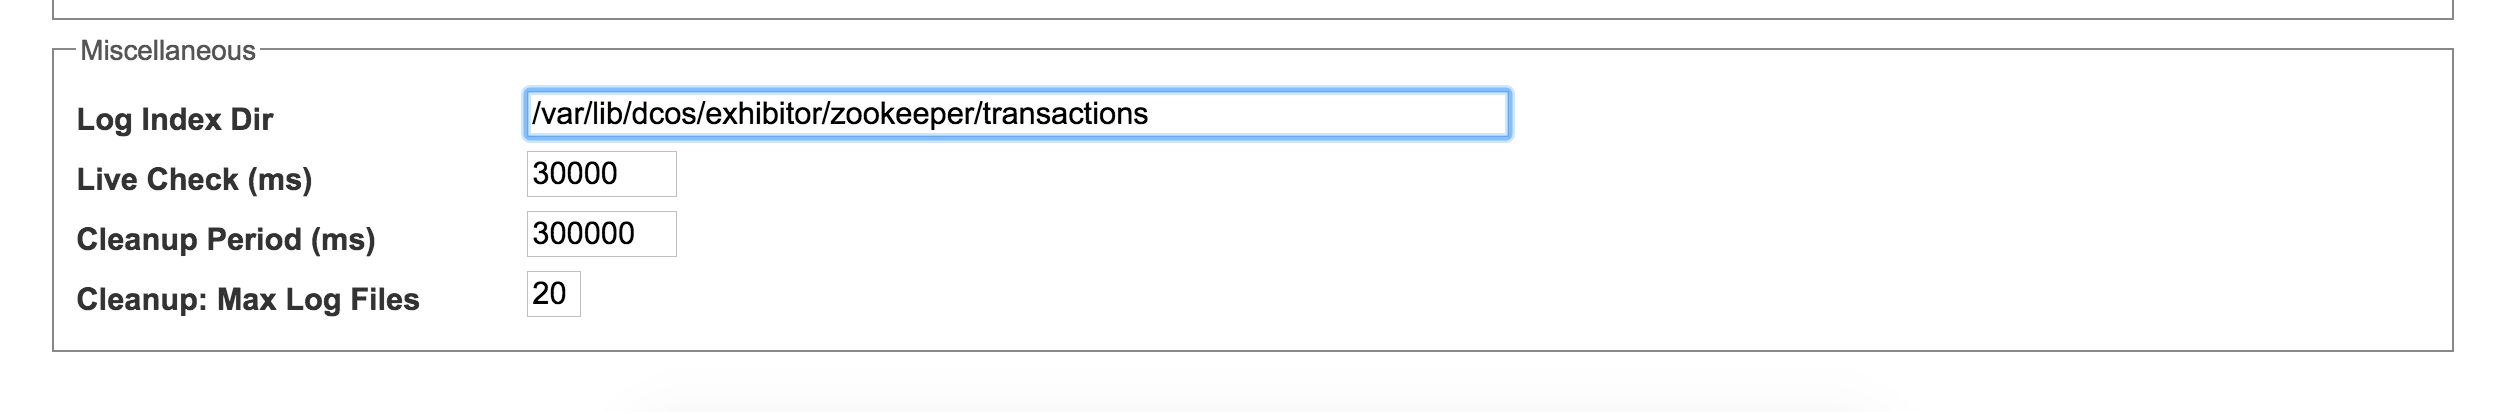 Miscellaneous
Log Index Dir /var/lib/dcos/exhibitor/zookeeper/transactions
Live Check (ms) 30000
Cleanup Period (ms) 300000
Cleanup: Max Log Files 20